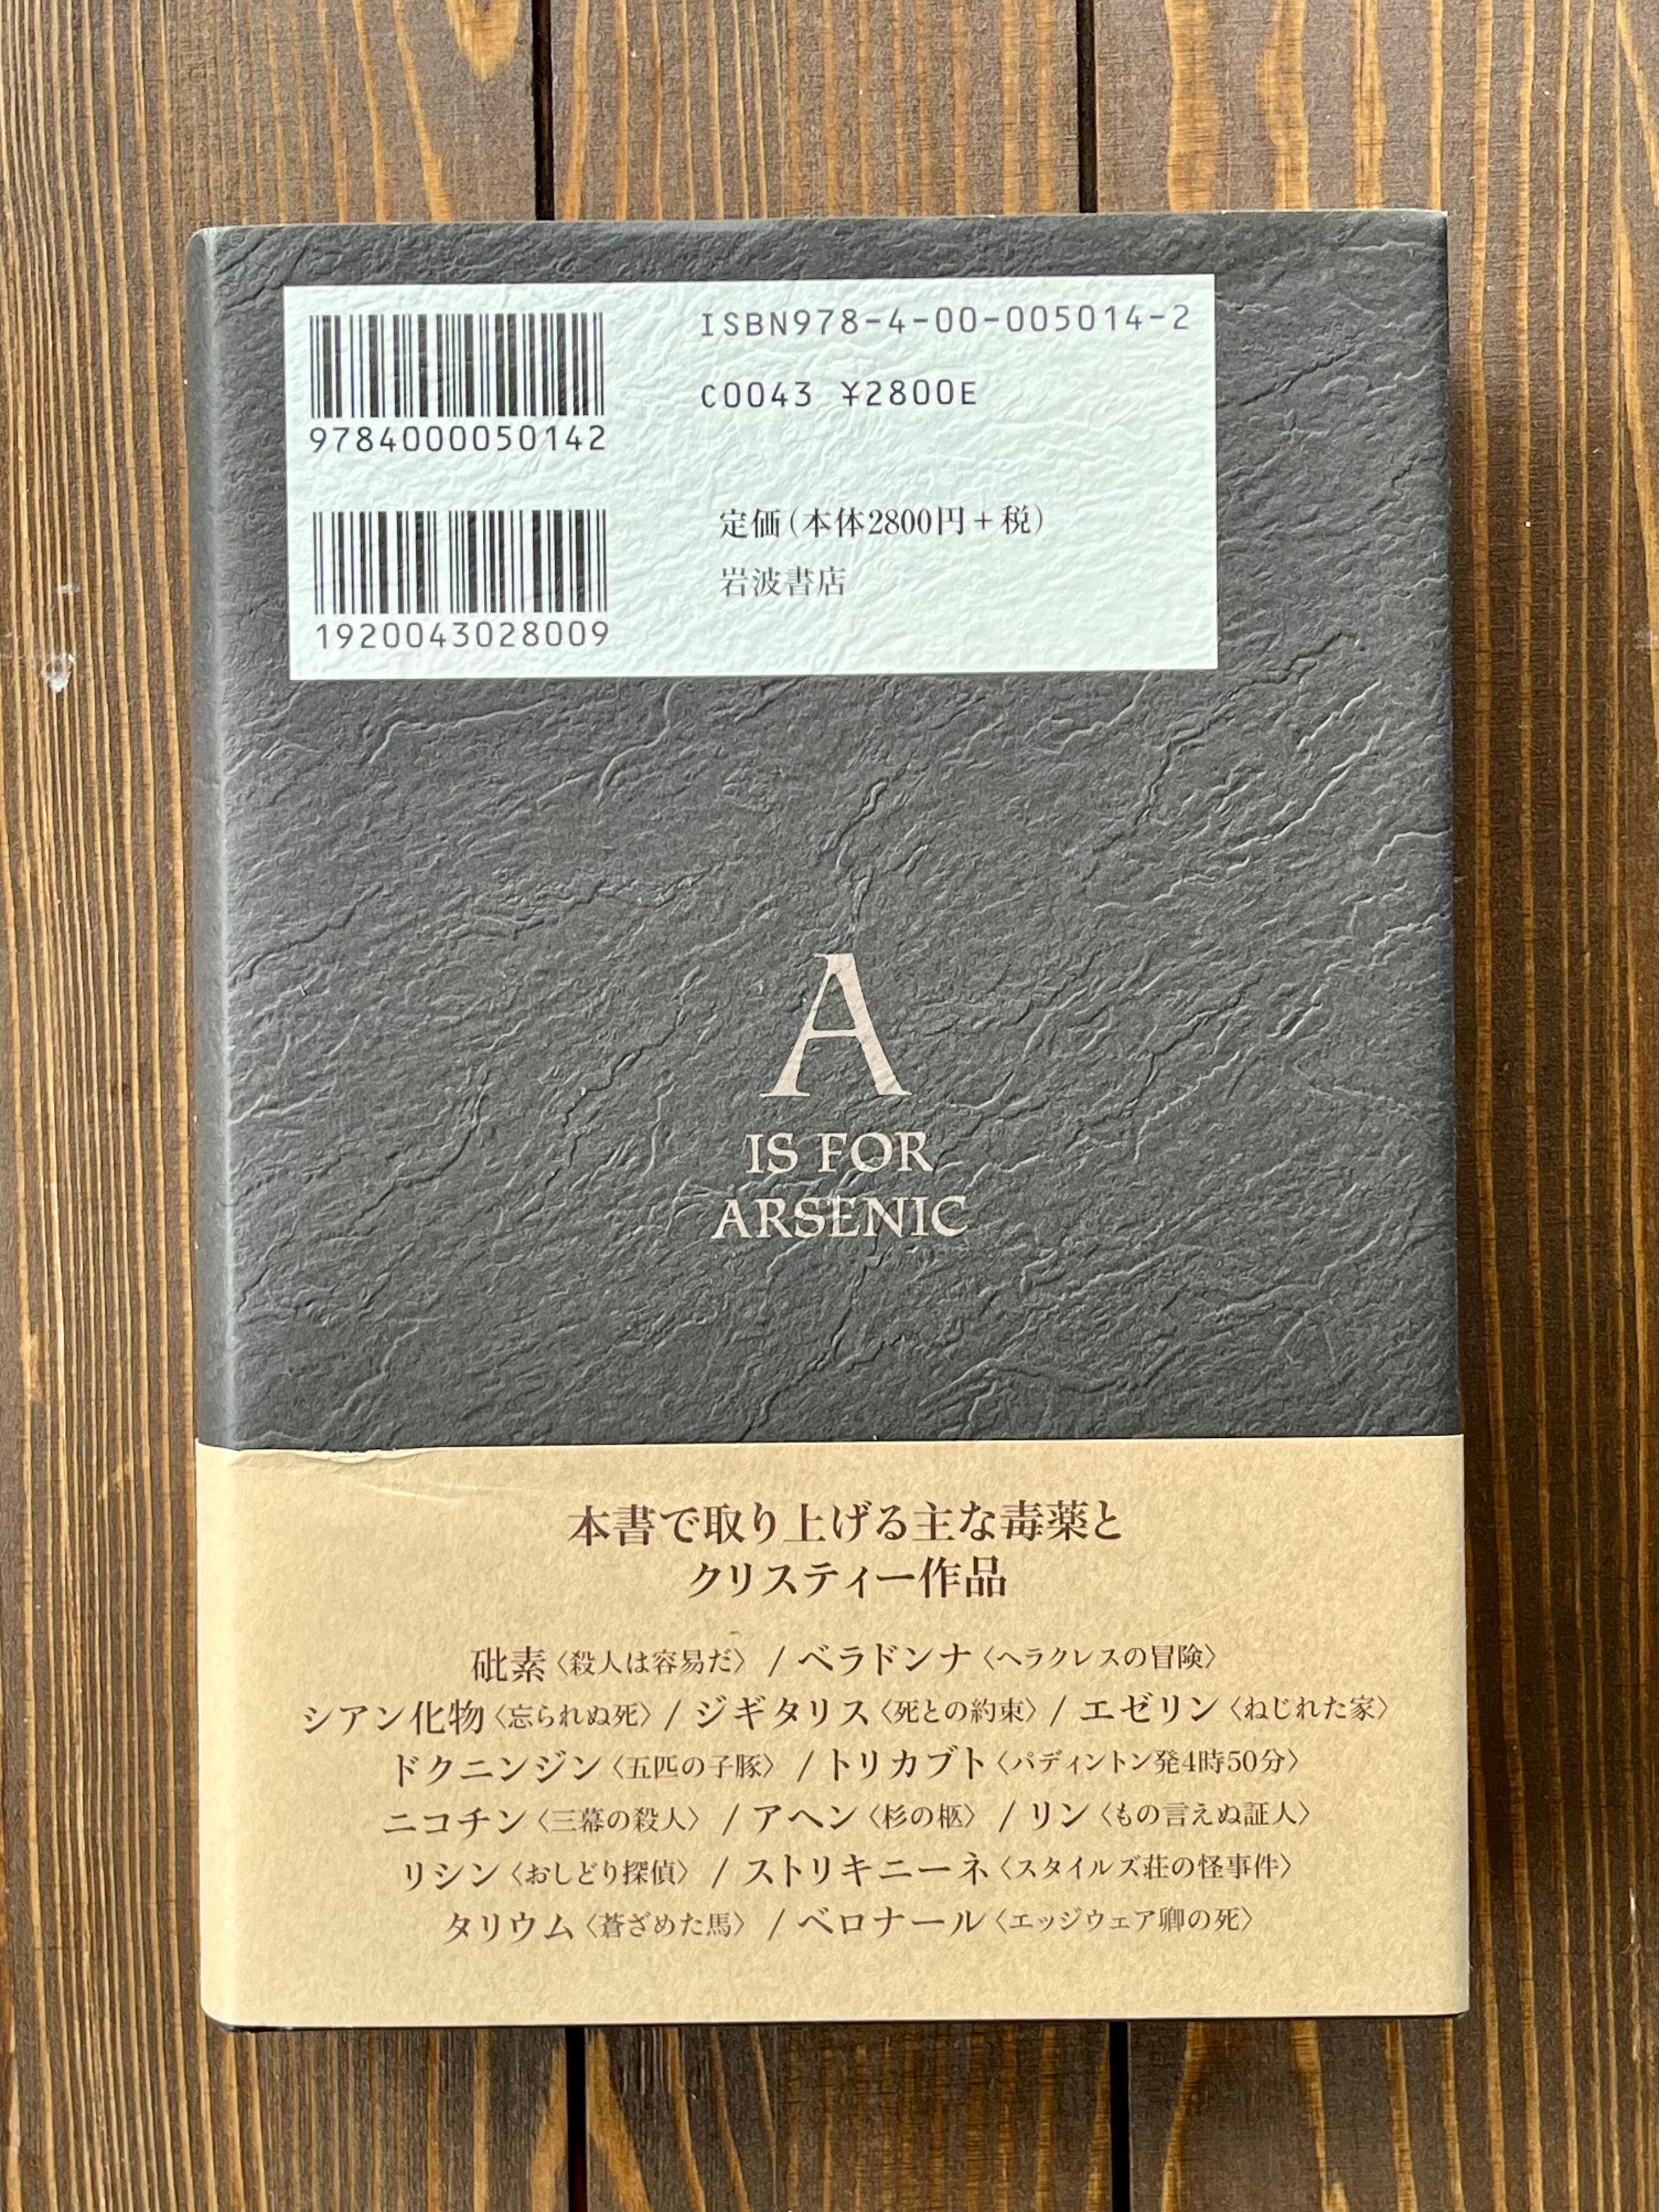 ISBN978-4-00-005014-2
C0043 ¥2800E
9784000050142
定価(本体2800円+税)
岩波書店
1920043028009
A
IS FOR
ARSENIC
本書で取り上げる主な毒薬と
クリスティー作品
砒素〈殺人は容易だ〉 / ベラドンナ〈ヘラクレスの冒険〉
シアン化物〈忘られぬ死〉 / ジギタリス〈死との約束〉 / エゼリン〈ねじれた家〉
ドクニンジン〈五匹の子豚〉 / トリカブト〈パディントン発4時50分〉
ニコチン〈三幕の殺人〉 / アヘン〈杉の柩〉 / リン〈もの言えぬ証人〉
リシン〈おしどり探偵〉 / ストリキニーネ〈スタイルズ荘の怪事件〉
タリウム〈蒼ざめた馬〉 / ベロナール〈エッジウェア卿の死〉